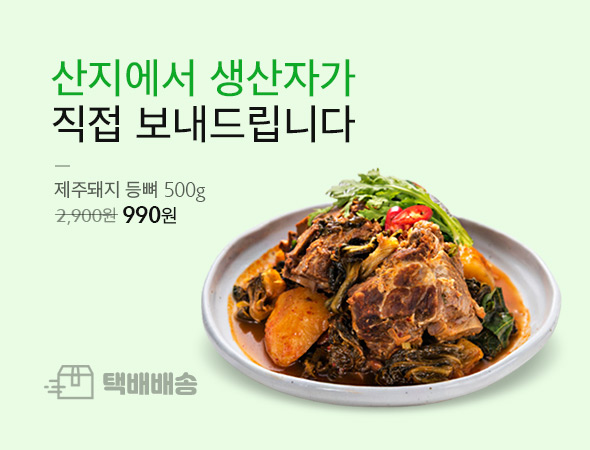 산지에서 생산자가
직접 보내드립니다
제주돼지 등뼈 500g
2,900원 990원
택배배송